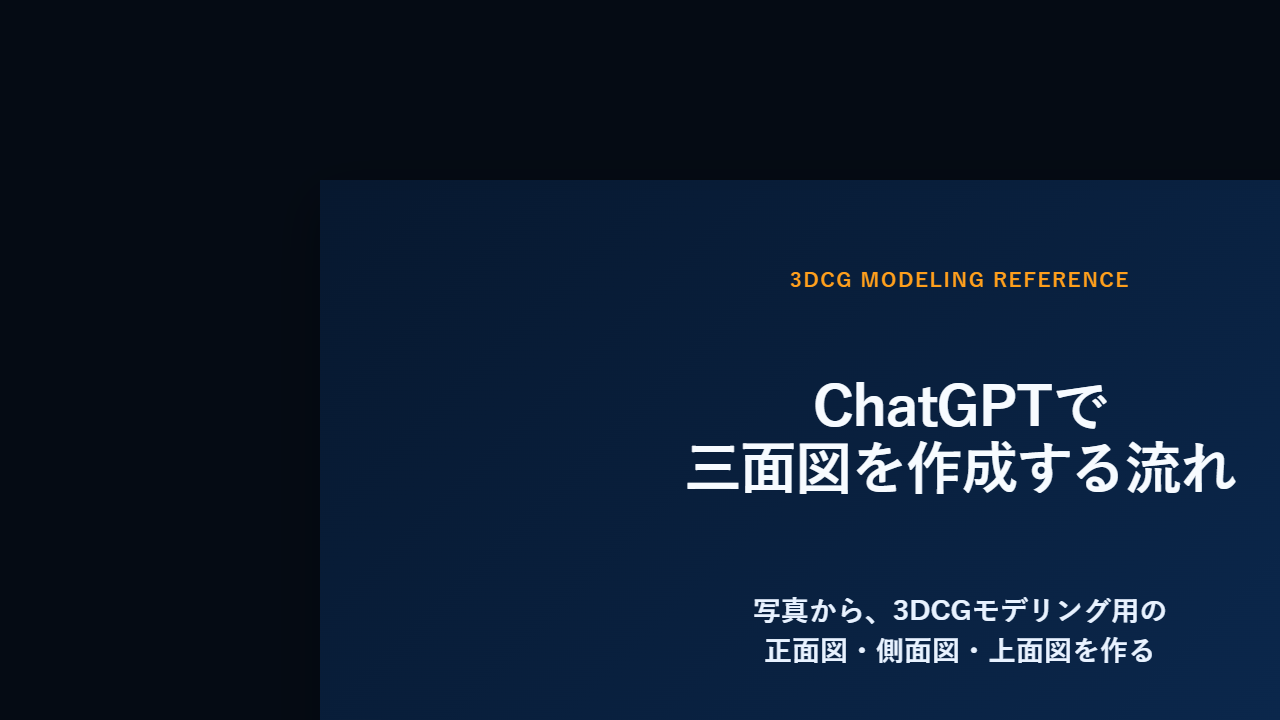 3DCG MODELING REFERENCE
ChatGPTで
三面図を作成する流れ
写真から、3DCGモデリング用の
正面図・側面図・上面図を作る